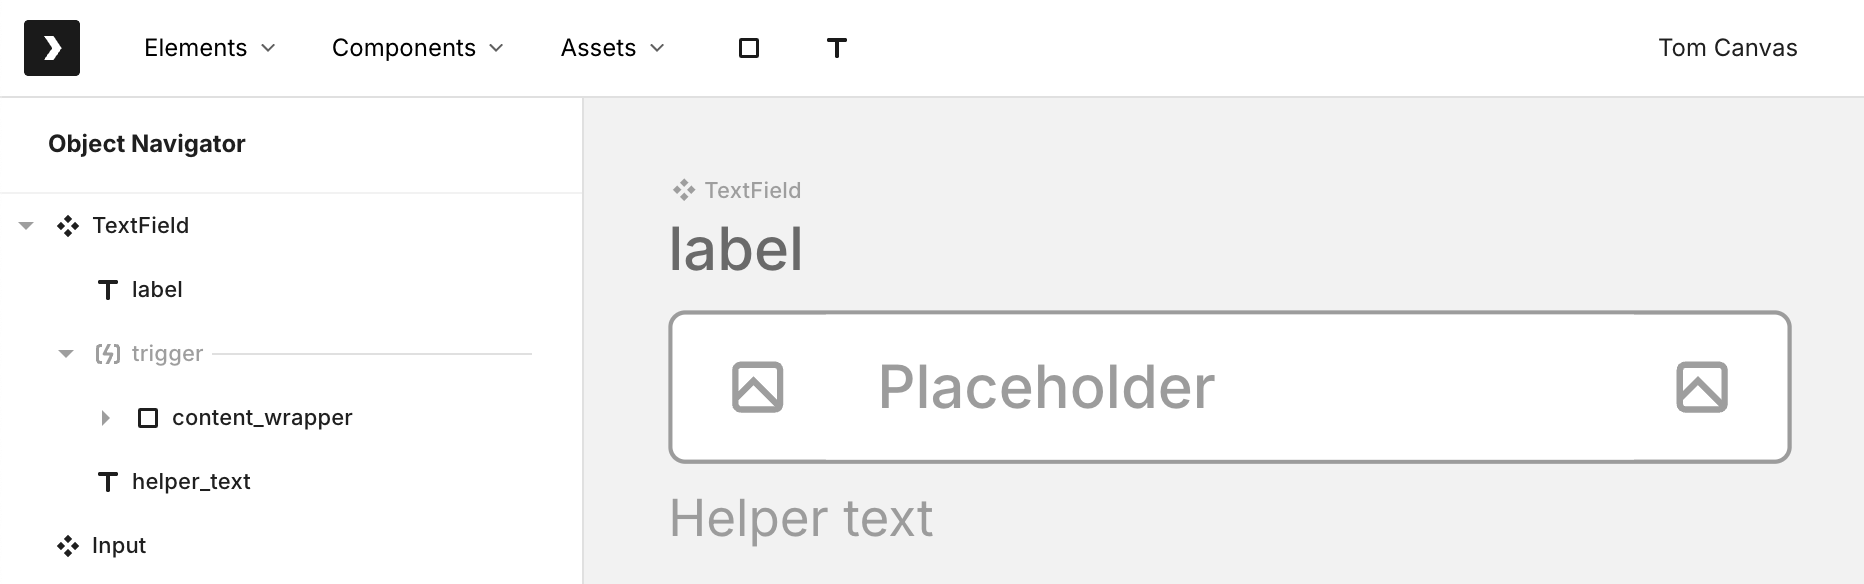 Elements Components Assets Tom Canvas
Object Navigator
TextField
label
trigger
content_wrapper
helper_text
Input
TextField
label
Placeholder
Helper text